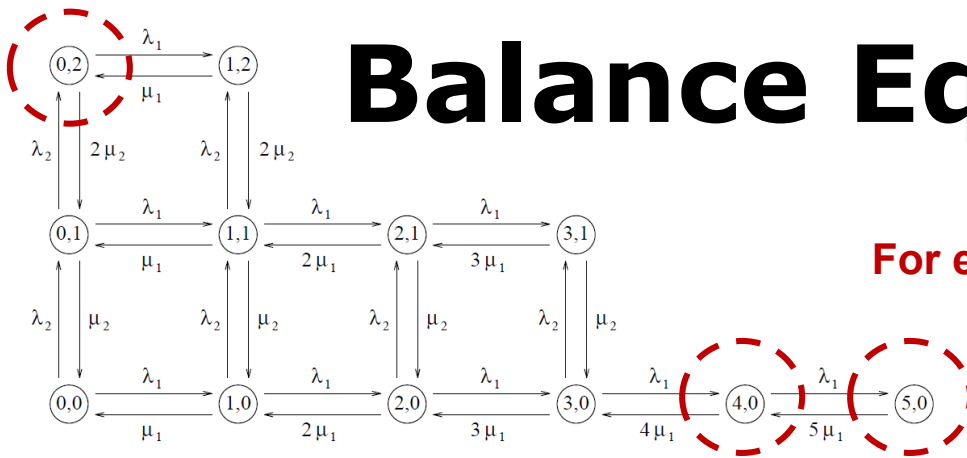 Balance Eq
λ₁
0,2 1,2
μ₁
λ₂ 2μ₂ λ₂ 2μ₂
λ₁ λ₁ λ₁
0,1 1,1 2,1 3,1
μ₁ 2μ₁ 3μ₁
For e
λ₂ μ₂ λ₂ μ₂ λ₂ μ₂ λ₂ μ₂
λ₁ λ₁ λ₁ λ₁ λ₁
0,0 1,0 2,0 3,0 4,0 5,0
μ₁ 2μ₁ 3μ₁ 4μ₁ 5μ₁